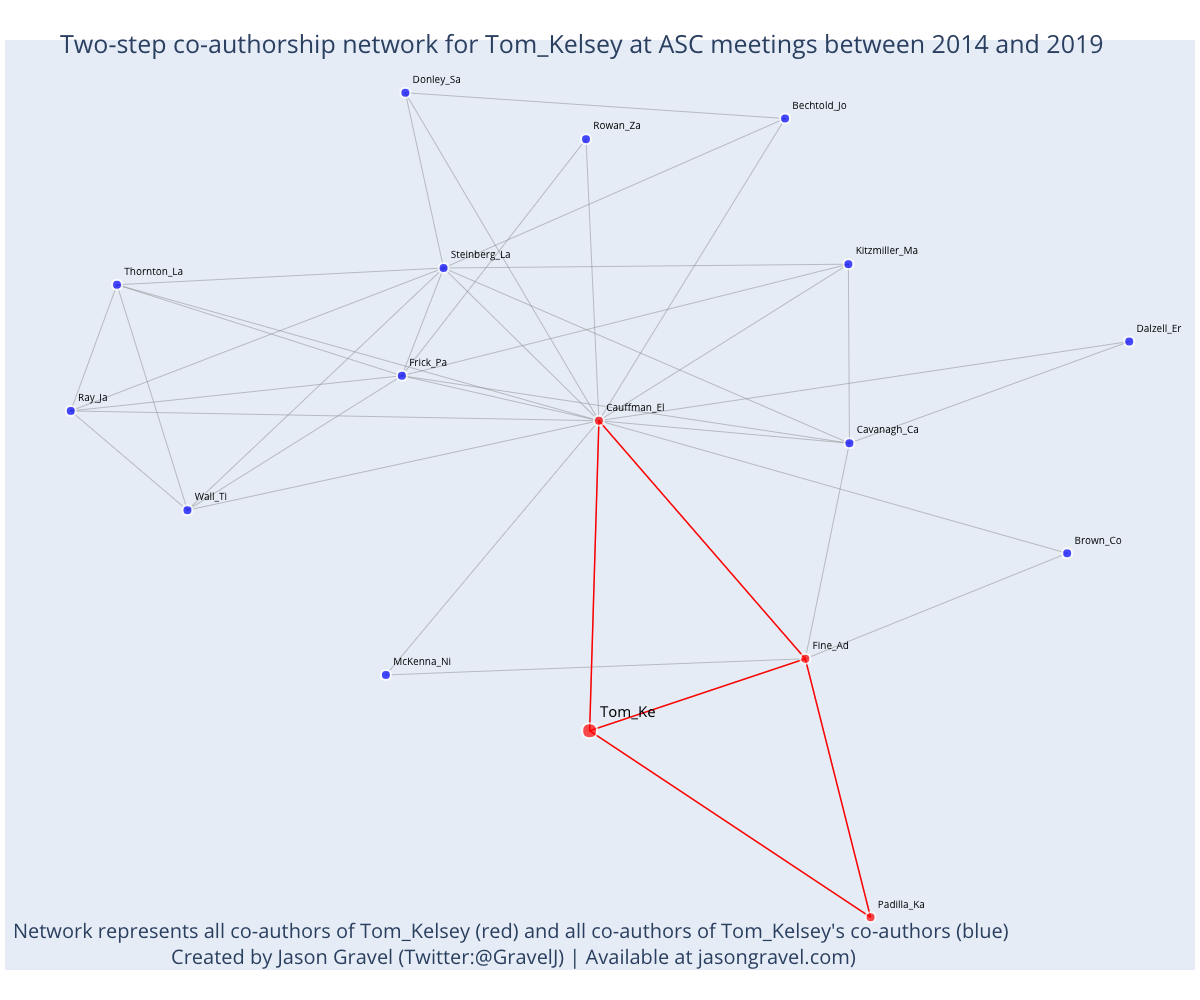 Two-step co-authorship network for Tom_Kelsey at ASC meetings between 2014 and 2019
Donley_Sa
Bechtold_Jo
Rowan_Za
Steinberg_La
Kitzmiller_Ma
Thornton_La
Dalzell_Er
Frick_Pa
Ray_Ja
Cauffman_El
Cavanagh_Ca
Wall_Ti
Brown_Co
Fine_Ad
McKenna_Ni
Tom_Ke
Padilla_Ka
Network represents all co-authors of Tom_Kelsey (red) and all co-authors of Tom_Kelsey's co-authors (blue)
Created by Jason Gravel (Twitter:@GravelJ) | Available at jasongravel.com)